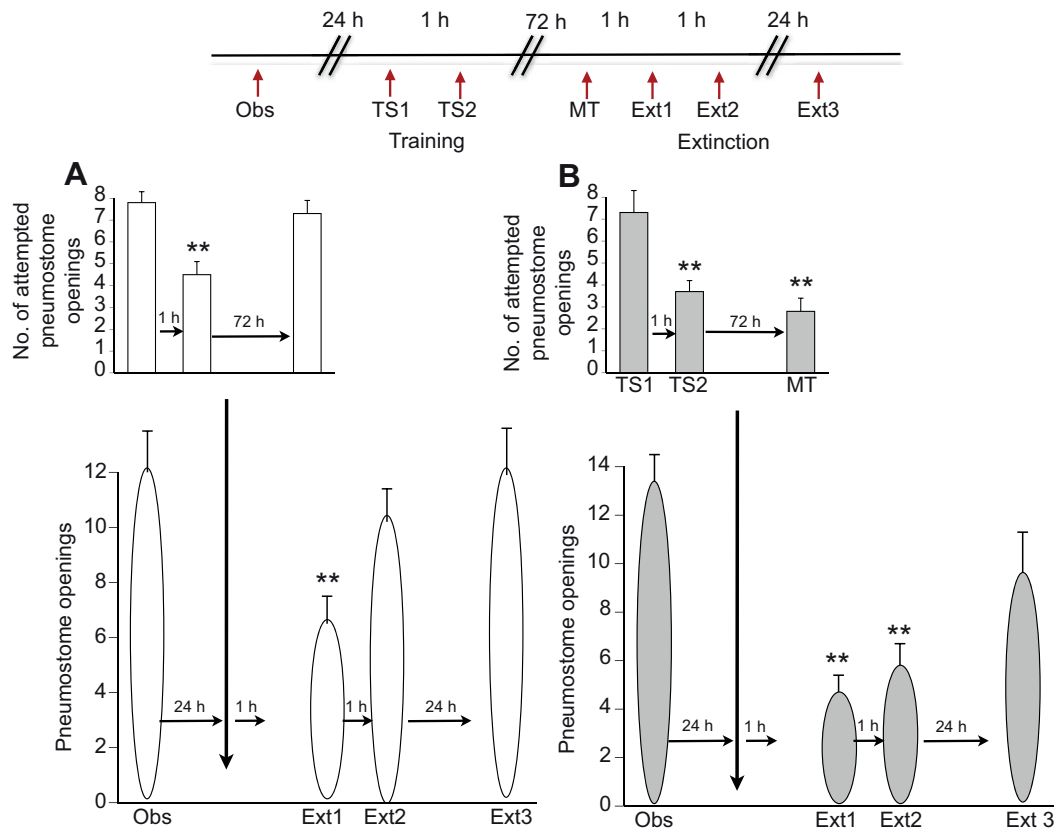 24 h 1 h 72 h 1 h 1 h 24 h
Obs TS1 TS2 MT Ext1 Ext2 Ext3
Training Extinction
A
No. of attempted
pneumostome
openings
8
7
6
5
4
3
2
1
0
**
1 h
72 h
B
No. of attempted
pneumostome
openings
8
7
6
5
4
3
2
1
0
**
**
1 h
72 h
TS1 TS2 MT
Pneumostome openings
12
10
8
6
4
2
0
**
24 h 1 h 1 h 24 h
Obs Ext1 Ext2 Ext3
Pneumostome openings
14
12
10
8
6
4
2
0
**
**
24 h 1 h 1 h 24 h
Obs Ext1 Ext2 Ext 3